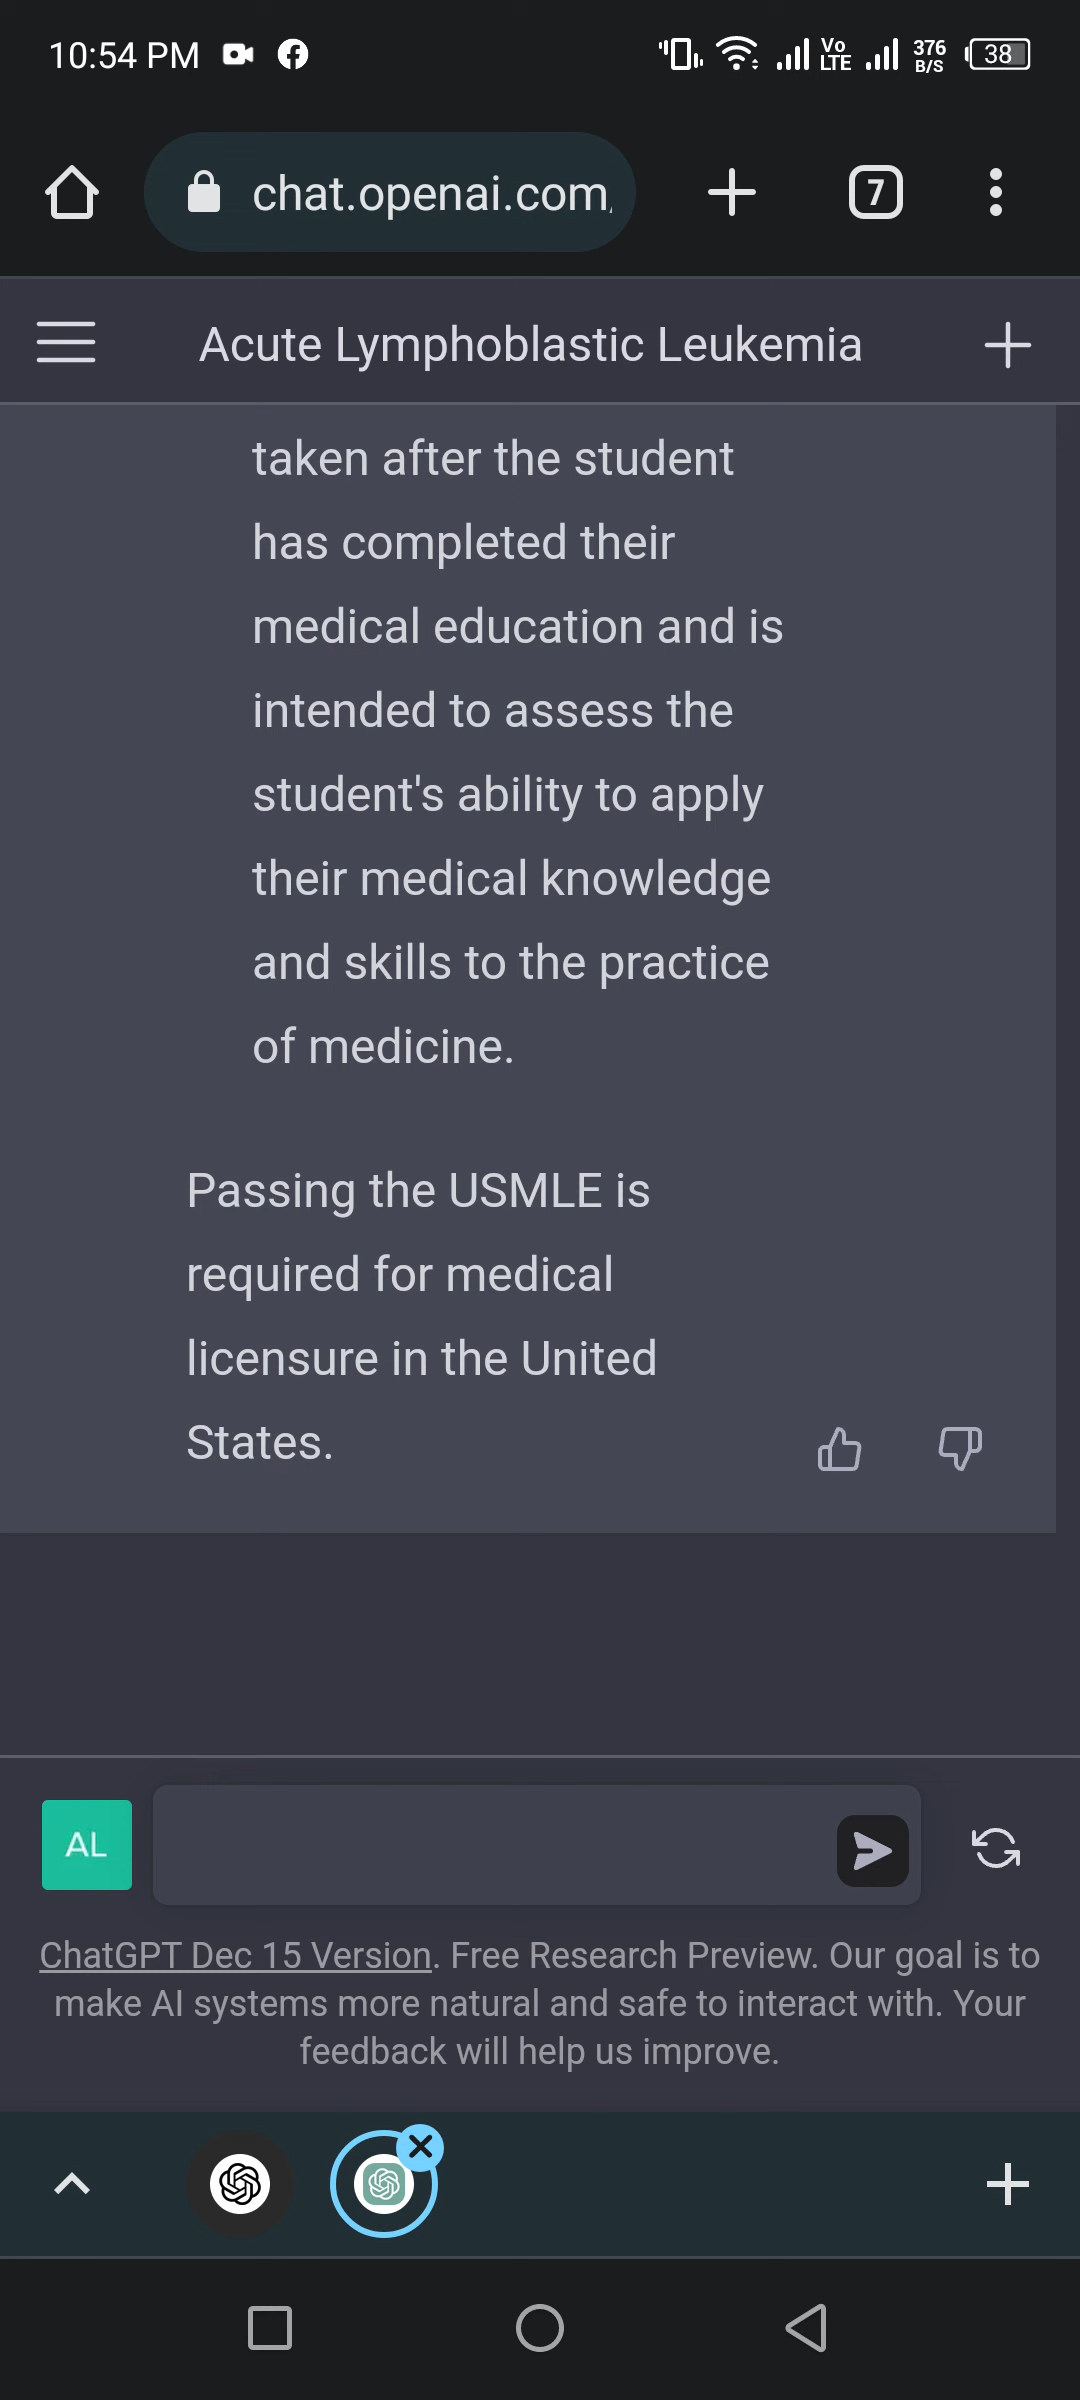 10:54 PM Vo LTE 376 B/S 38
chat.openai.com 7
Acute Lymphoblastic Leukemia
taken after the student
has completed their
medical education and is
intended to assess the
student's ability to apply
their medical knowledge
and skills to the practice
of medicine.
Passing the USMLE is
required for medical
licensure in the United
States.
AL
ChatGPT Dec 15 Version. Free Research Preview. Our goal is to
make AI systems more natural and safe to interact with. Your
feedback will help us improve.